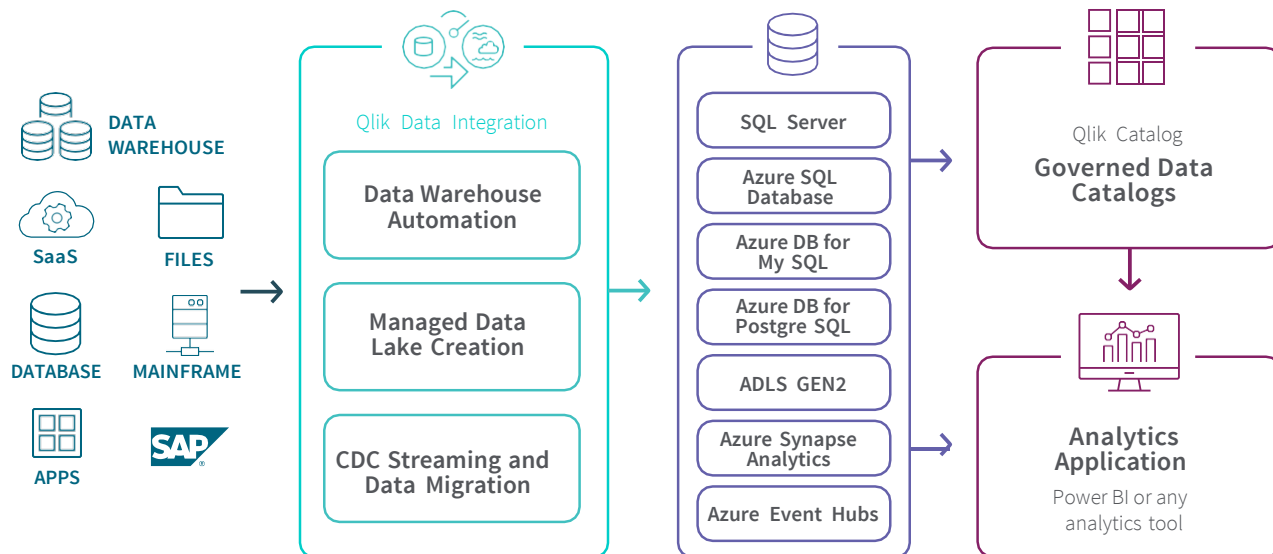 DATA
WAREHOUSE
SaaS
FILES
DATABASE
MAINFRAME
APPS
SAP
®
Qlik Data Integration
Data Warehouse
Automation
Managed Data
Lake Creation
CDC Streaming and
Data Migration
SQL Server
Azure SQL
Database
Azure DB for
My SQL
Azure DB for
Postgre SQL
ADLS GEN2
Azure Synapse
Analytics
Azure Event Hubs
Qlik Catalog
Governed Data
Catalogs
Analytics
Application
Power BI or any
analytics tool